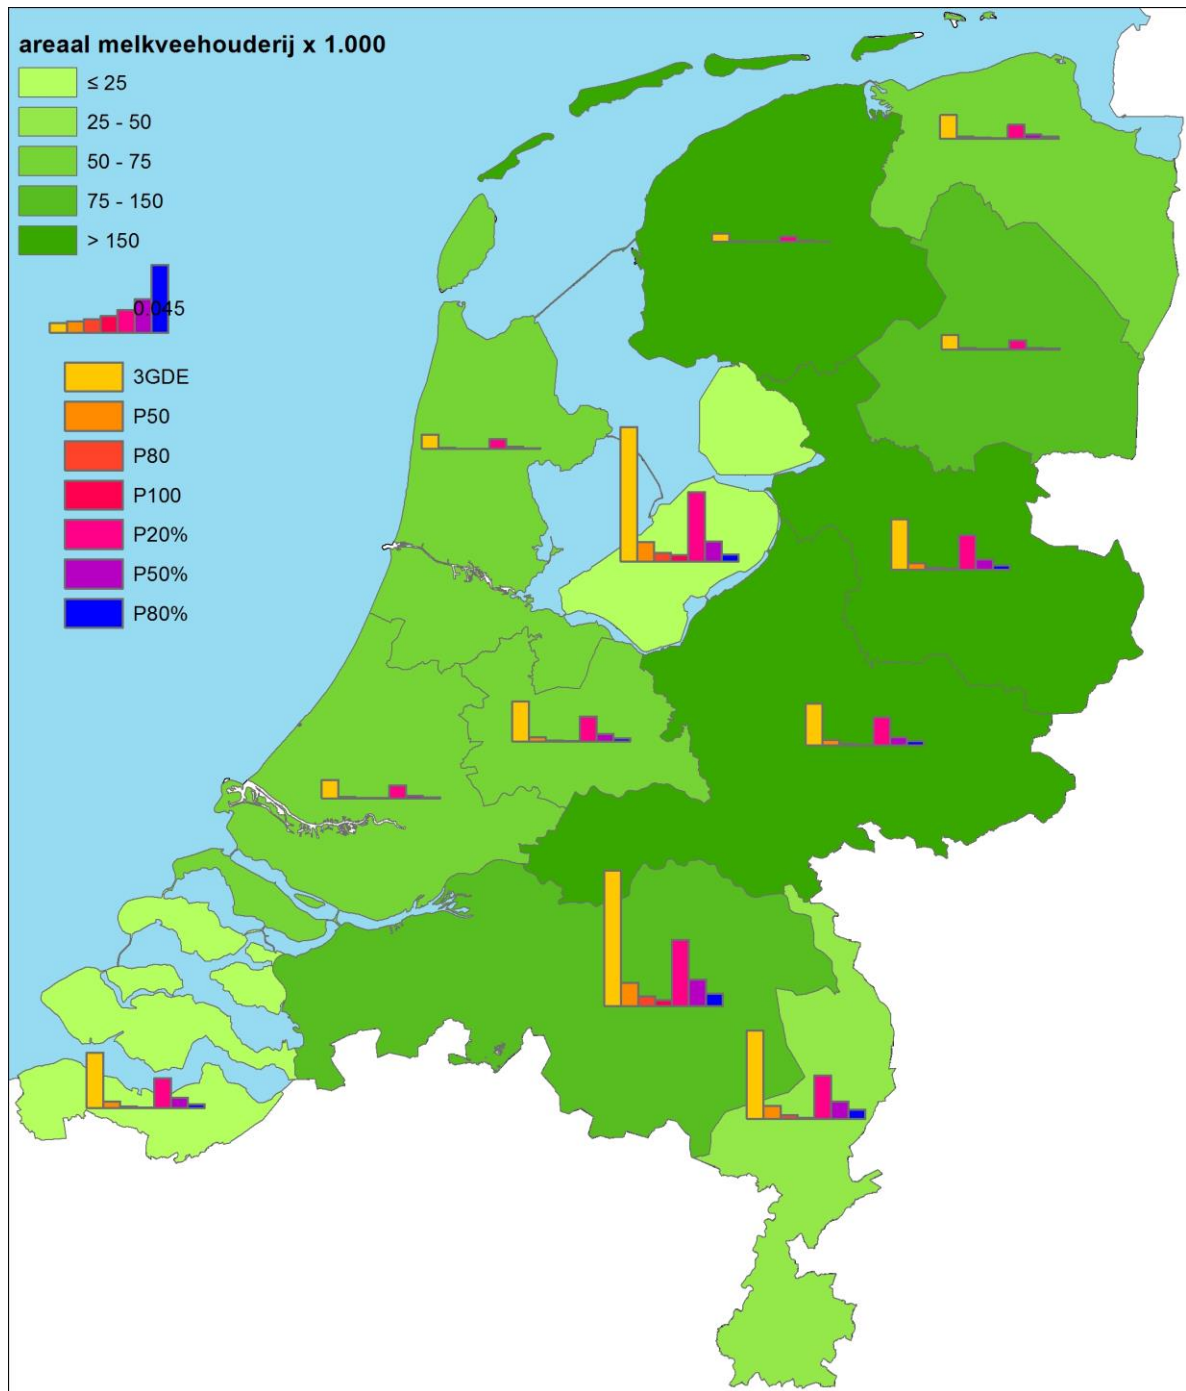 areaal melkveehouderij x 1.000
≤ 25
25 - 50
50 - 75
75 - 150
> 150
0.045
3GDE
P50
P80
P100
P20%
P50%
P80%